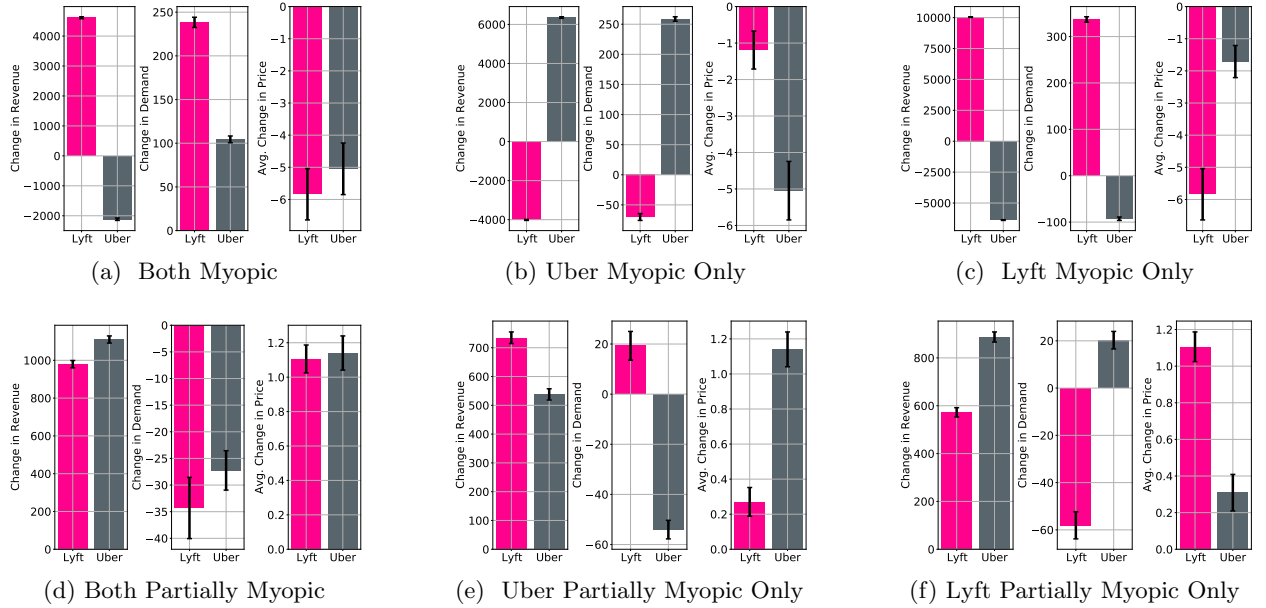 Change in Revenue
4000
3000
2000
1000
0
−1000
−2000
Lyft Uber
Change in Demand
250
200
150
100
50
0
Lyft Uber
Avg. Change in Price
0
−1
−2
−3
−4
−5
−6
Lyft Uber
(a) Both Myopic
Change in Revenue
6000
4000
2000
0
−2000
−4000
Lyft Uber
Change in Demand
250
225
200
175
150
125
100
75
50
25
0
−50
Lyft Uber
Avg. Change in Price
0
−1
−2
−3
−4
−5
−6
Lyft Uber
(b) Uber Myopic Only
Change in Revenue
10000
7500
5000
2500
0
−2500
−5000
Lyft Uber
Change in Demand
300
200
100
0
−100
Lyft Uber
Avg. Change in Price
0
−1
−2
−3
−4
−5
−6
Lyft Uber
(c) Lyft Myopic Only
Change in Revenue
1000
800
600
400
200
0
Lyft Uber
Change in Demand
0
−5
−10
−15
−20
−25
−30
−35
−40
Lyft Uber
Avg. Change in Price
1.2
1.0
0.8
0.6
0.4
0.2
0.0
Lyft Uber
(d) Both Partially Myopic
Change in Revenue
700
600
500
400
300
200
100
0
Lyft Uber
Change in Demand
20
0
−20
−40
−60
Lyft Uber
Avg. Change in Price
1.2
1.0
0.8
0.6
0.4
0.2
0.0
Lyft Uber
(e) Uber Partially Myopic Only
Change in Revenue
800
600
400
200
0
Lyft Uber
Change in Demand
20
0
−20
−40
−60
Lyft Uber
Avg. Change in Price
1.2
1.0
0.8
0.6
0.4
0.2
0.0
Lyft Uber
(f) Lyft Partially Myopic Only